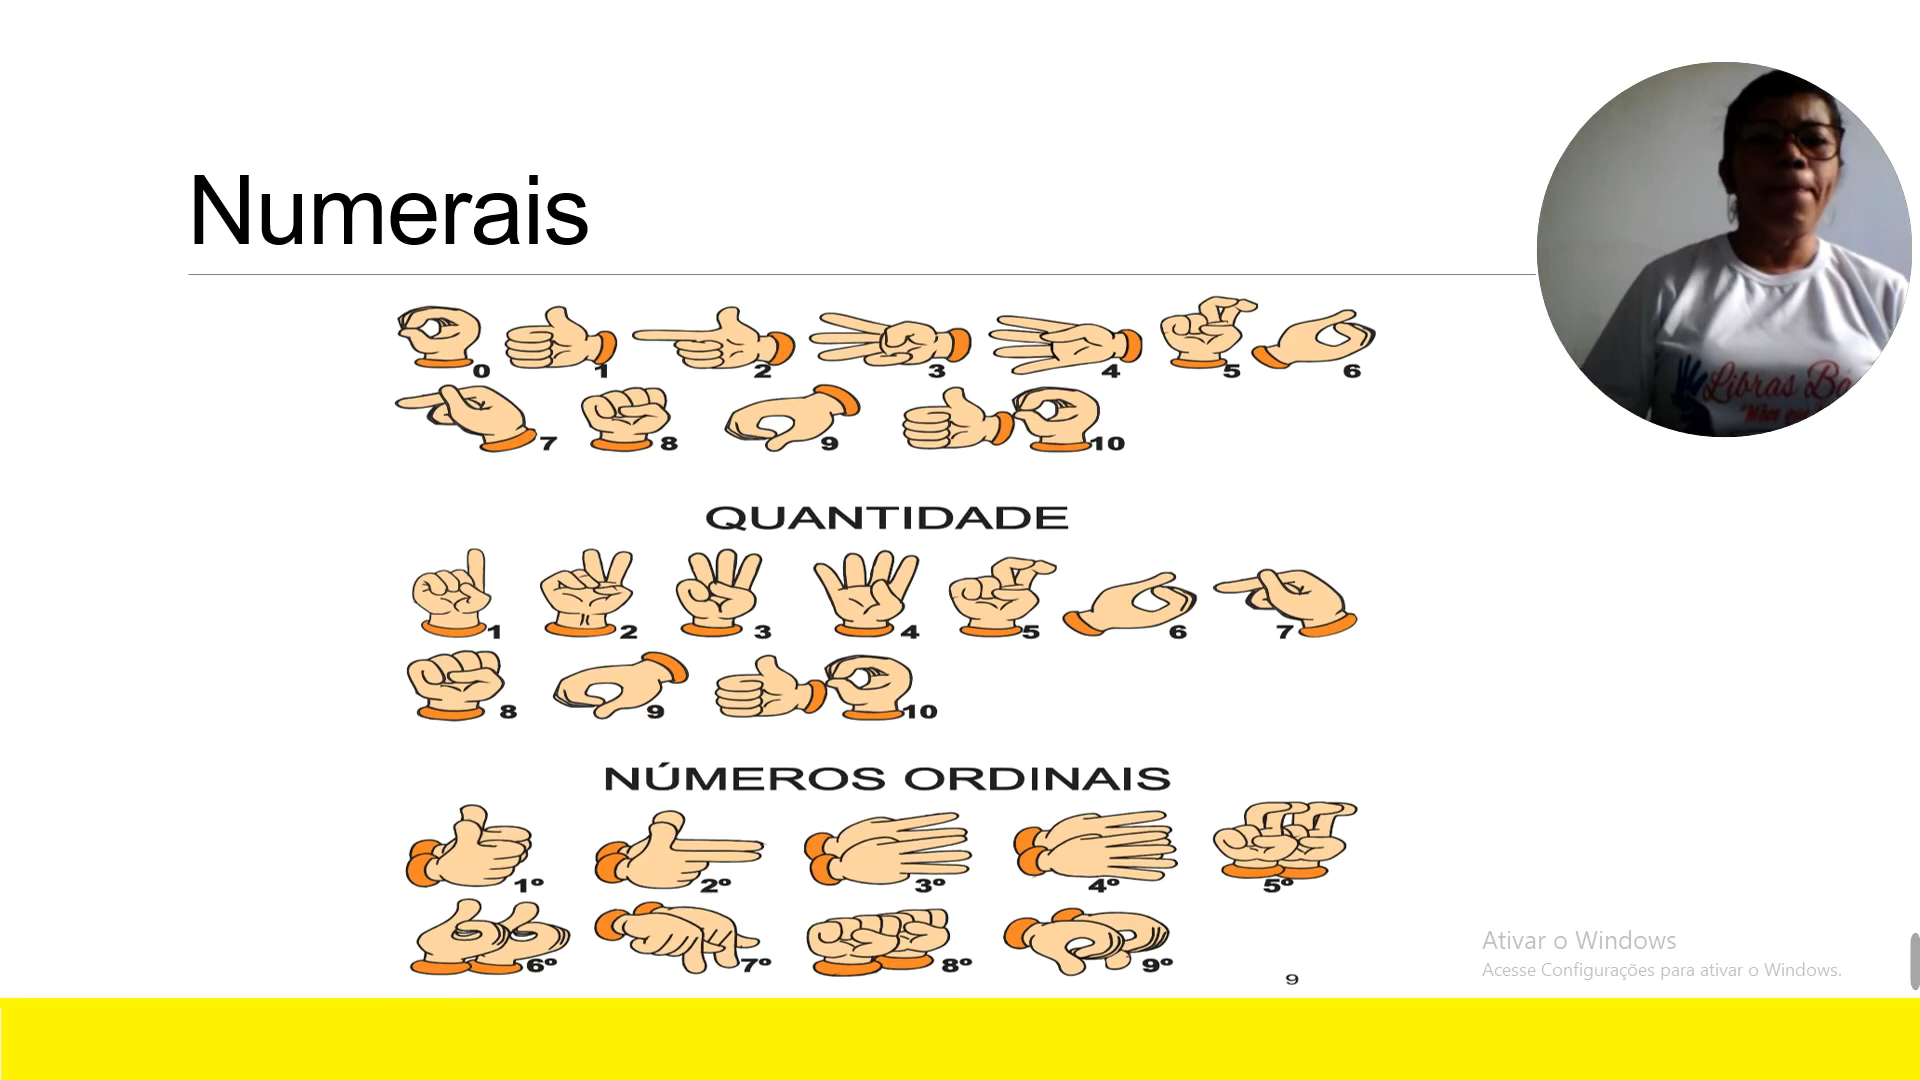 Numerais
0 1 2 3 4 5 6
7 8 9 10
QUANTIDADE
1 2 3 4 5 6 7
8 9 10
NÚMEROS ORDINAIS
1º 2º 3º 4º 5º
6º 7º 8º 9º
9
Libras
Ativar o Windows
Acesse Configurações para ativar o Windows.